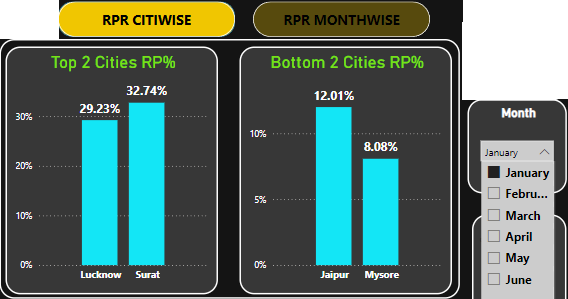 RPR CITIWISE
RPR MONTHWISE
Top 2 Cities RP%
30%
20%
10%
0%
29.23%
32.74%
Lucknow
Surat
Bottom 2 Cities RP%
10%
5%
0%
12.01%
8.08%
Jaipur
Mysore
Month
January
January
Febru...
March
April
May
June